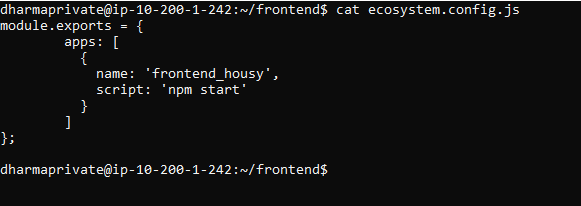 dharmaprivate@ip-10-200-1-242:~/frontend$ cat ecosystem.config.js
module.exports = {
        apps: [
          {
            name: 'frontend_housy',
            script: 'npm start'
          }
        ]
};

dharmaprivate@ip-10-200-1-242:~/frontend$